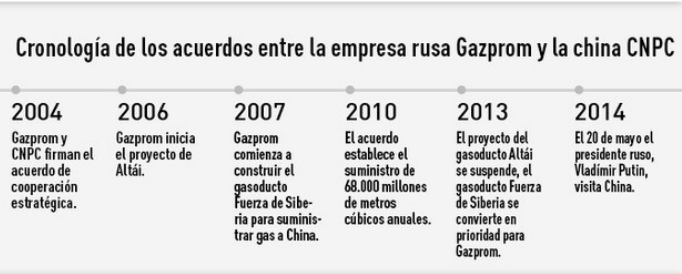 Cronología de los acuerdos entre la empresa rusa Gazprom y la china CNPC
2004
Gazprom y
CNPC firman el
acuerdo de
cooperación
estratégica.
2006
Gazprom inicia
el proyecto de
Altái.
2007
Gazprom
comienza a
construir el
gasoducto
Fuerza de Sibe-
ria para suminis-
trar gas a China.
2010
El acuerdo
establece el
suministro de
68.000 millones
de metros
cúbicos anuales.
2013
El proyecto del
gasoducto Altái
se suspende, el
gasoducto Fuerza
de Siberia se
convierte en
prioridad para
Gazprom.
2014
El 20 de mayo el
presidente ruso,
Vladímir Putin,
visita China.